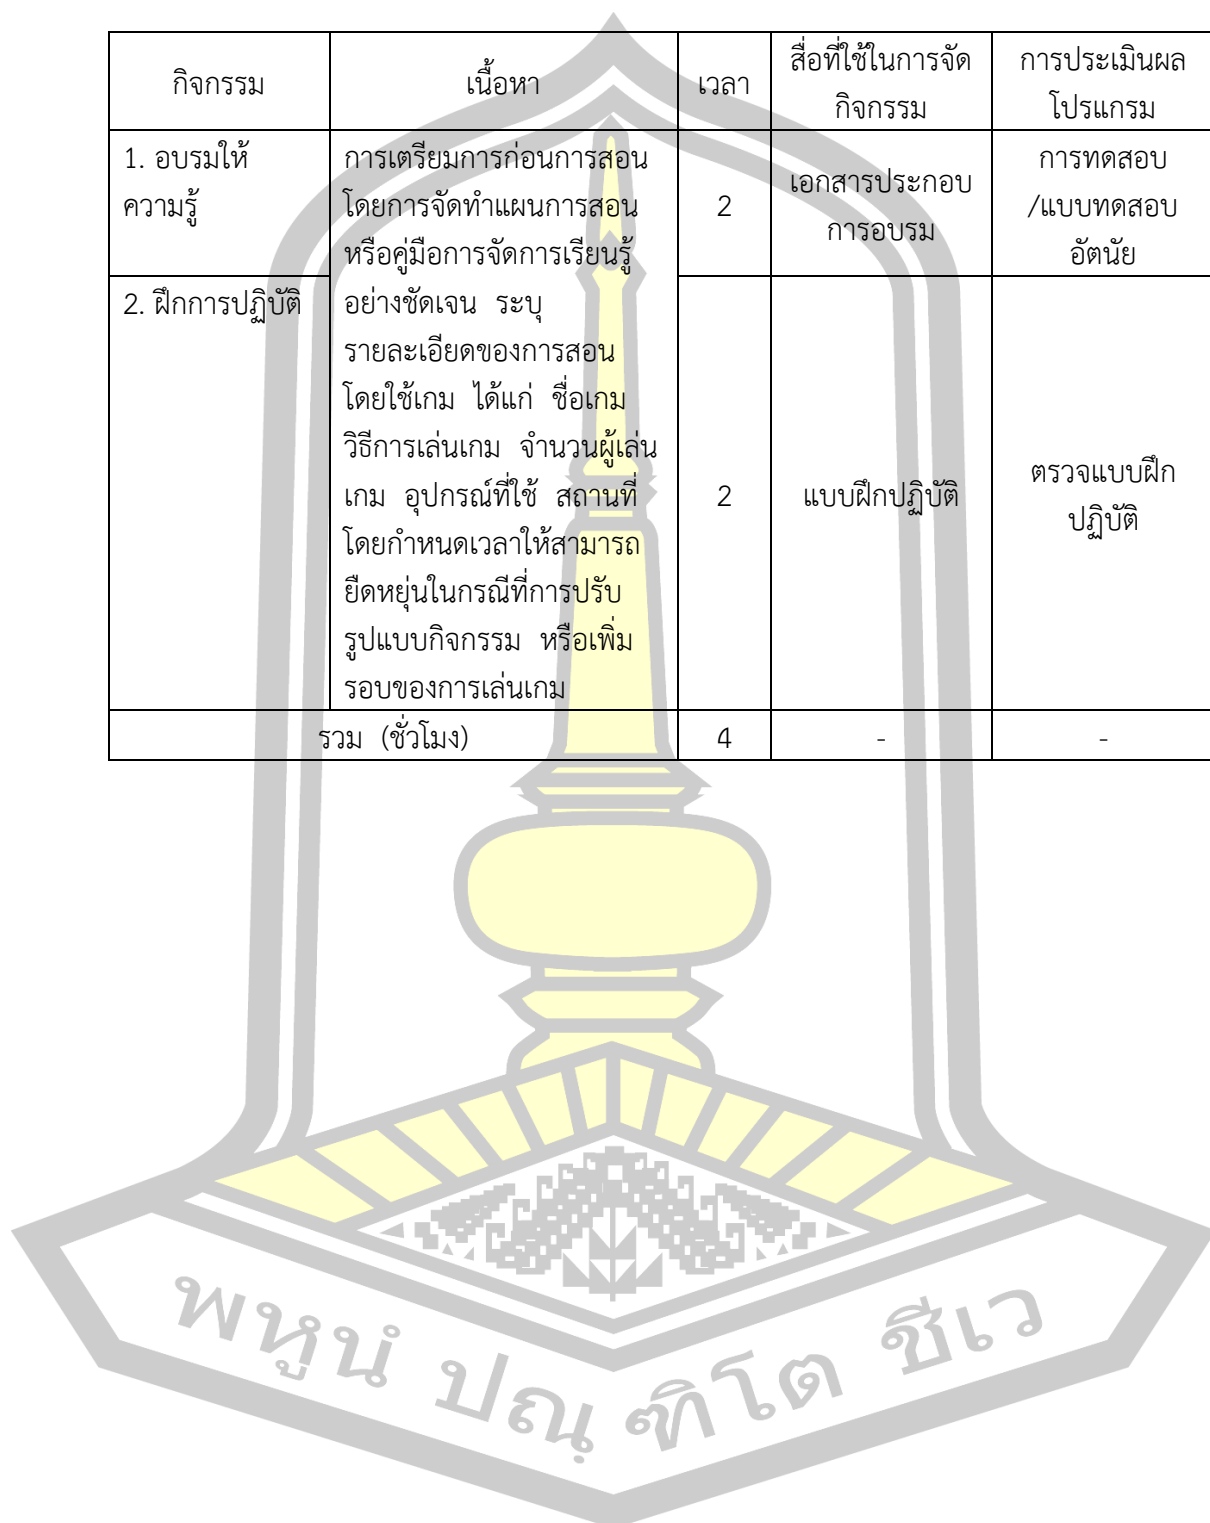 กิจกรรม เนื้อหา เวลา สื่อที่ใช้ในการจัดกิจกรรม การประเมินผลโปรแกรม
1. อบรมให้ความรู้
การเตรียมการก่อนการสอน
โดยการจัดทำแผนการสอน
หรือคู่มือการจัดการเรียนรู้
อย่างชัดเจน ระบุ
รายละเอียดของการสอน
โดยใช้เกม ได้แก่ ชื่อเกม
วิธีการเล่นเกม จำนวนผู้เล่น
เกม อุปกรณ์ที่ใช้ สถานที่
โดยกำหนดเวลาให้สามารถ
ยืดหยุ่นในกรณีที่การปรับ
รูปแบบกิจกรรม หรือเพิ่ม
รอบของการเล่นเกม
2
เอกสารประกอบ
การอบรม
การทดสอบ
/แบบทดสอบ
อัตนัย
2. ฝึกการปฏิบัติ
2
แบบฝึกปฏิบัติ
ตรวจแบบฝึก
ปฏิบัติ
รวม (ชั่วโมง) 4 - -
พหูนํ ปณฺฑิโต ชีเว